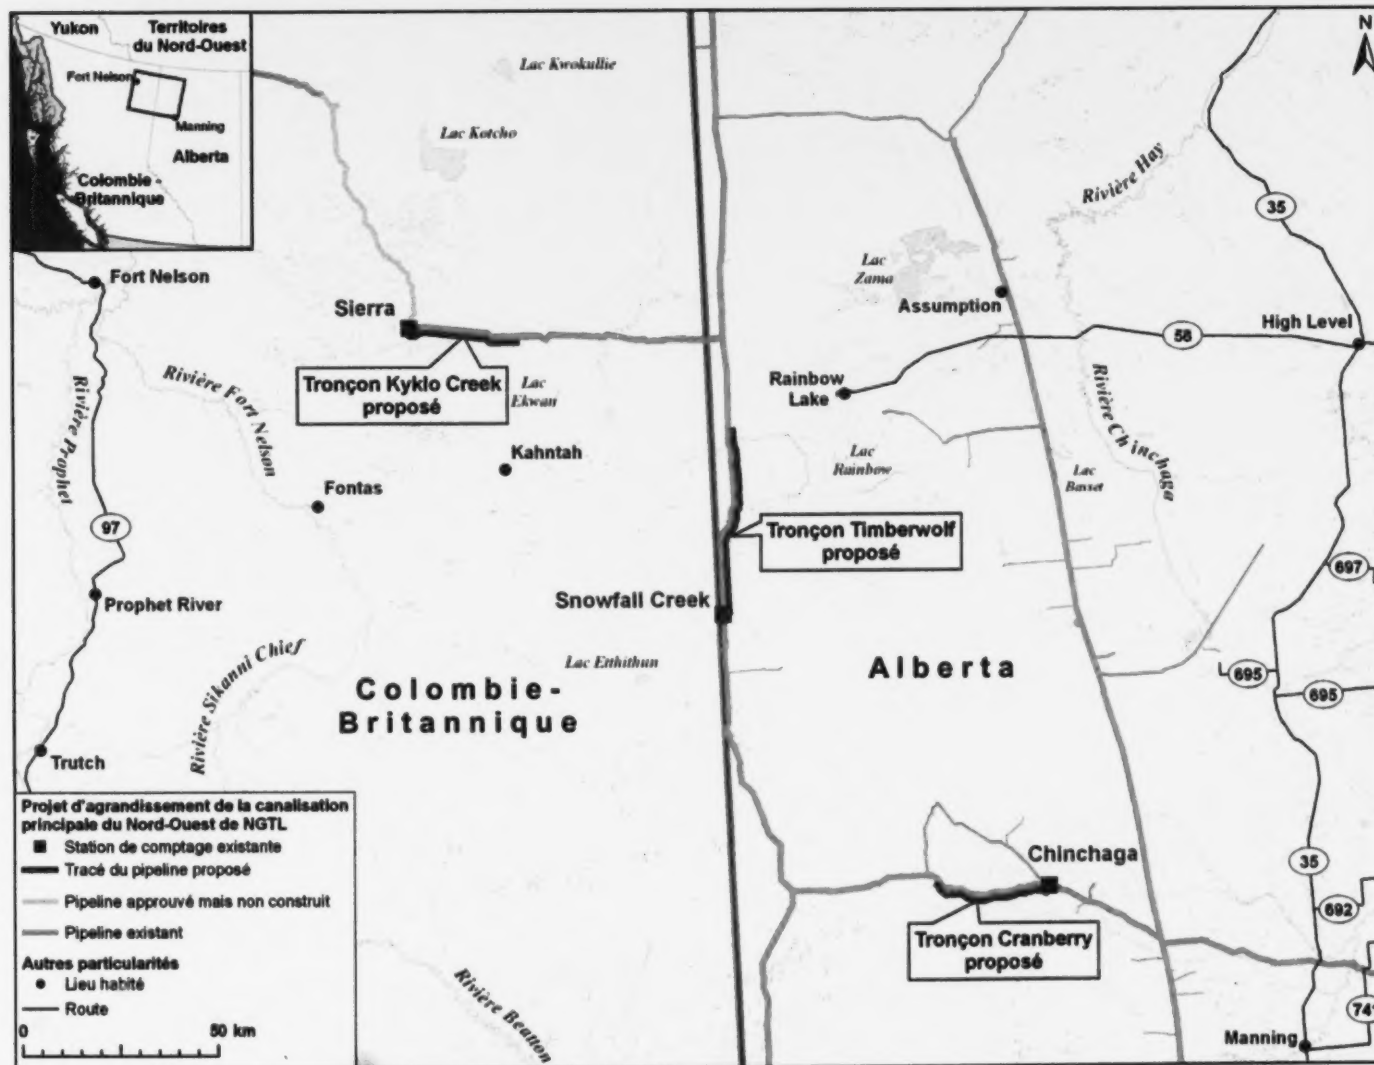 Yukon
Territoires
du Nord-Ouest
Fort Nelson
Manning
Alberta
Colombie -
Britannique
N
Lac Kwokullie
Lac Kotcho
Rivière Hay
35
Fort Nelson
Sierra
Lac
Zama
Assumption
58
High Level
Tronçon Kyklo Creek
proposé
Lac
Ekwan
Rainbow
Lake
Rivière Fort Nelson
Rivière Prophet
Rivière Chinchaga
Kahntah
Lac
Rainbow
Lac
Basset
Fontas
97
Tronçon Timberwolf
proposé
697
Prophet River
Snowfall Creek
Rivière Sikanni Chief
Lac Etthithun
Alberta
695
695
Colombie-
Britannique
Trutch
Projet d'agrandissement de la canalisation
principale du Nord-Ouest de NGTL
Station de comptage existante
Tracé du pipeline proposé
Pipeline approuvé mais non construit
Pipeline existant
Autres particularités
Lieu habité
Route
0 50 km
Chinchaga
35
692
Tronçon Cranberry
proposé
Rivière Beatton
741
Manning